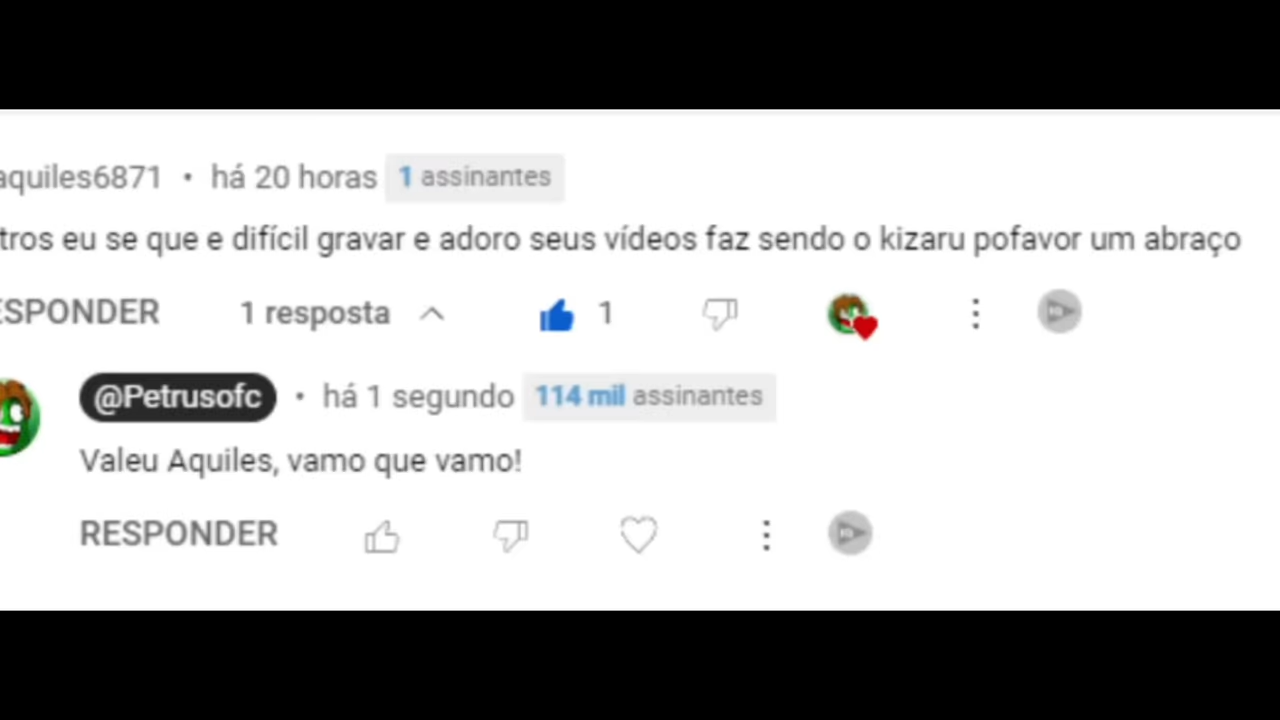 aquiles6871 • há 20 horas 1 assinantes
tros eu se que e difícil gravar e adoro seus vídeos faz sendo o kizaru pofavor um abraço
ESPONDER 1 resposta 1
@Petrusofc • há 1 segundo 114 mil assinantes
Valeu Aquiles, vamo que vamo!
RESPONDER